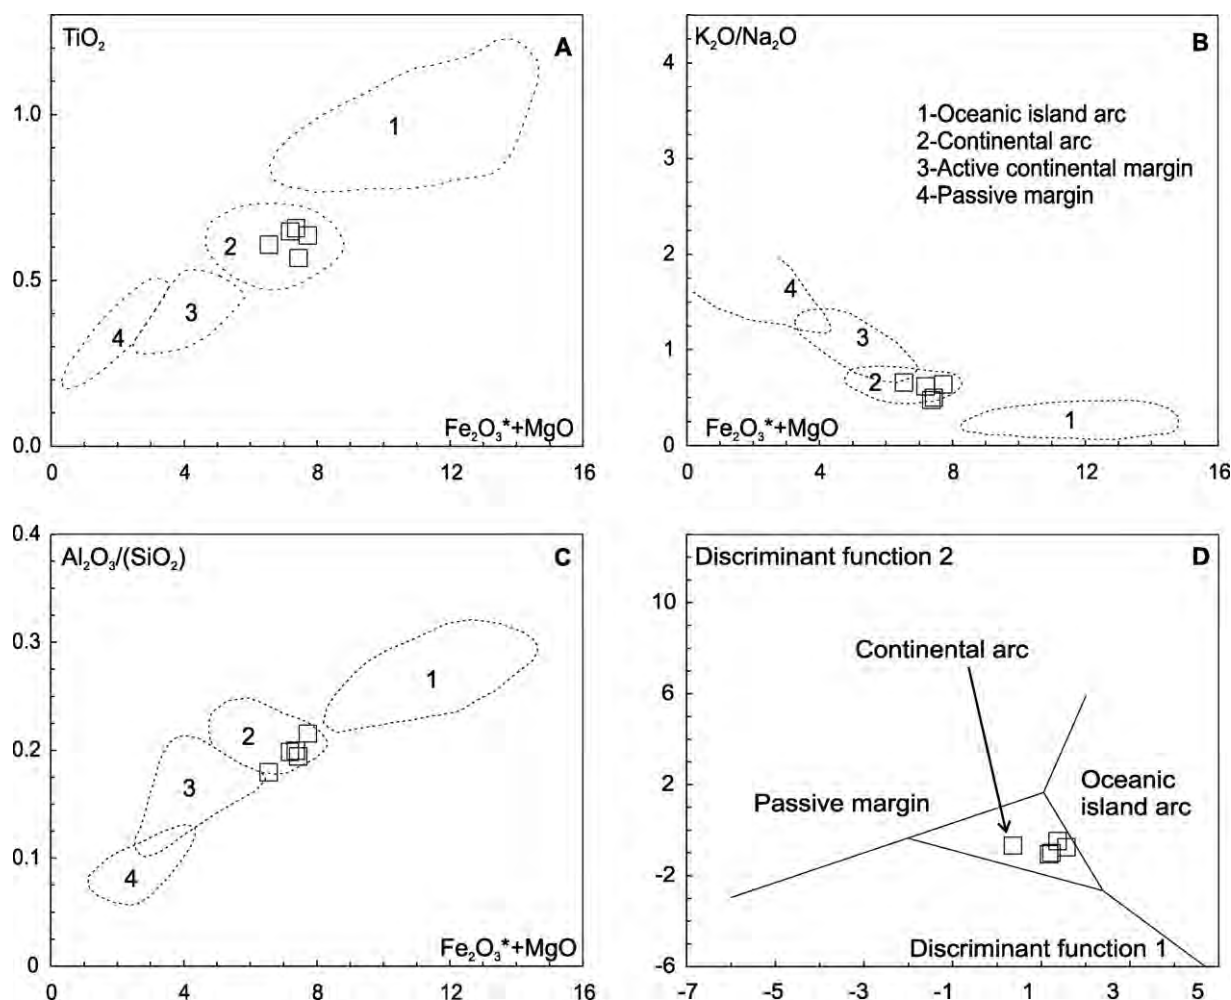 TiO₂
A
1.0
0.5
0.0
1
2
3
4
Fe₂O₃*+MgO
0 4 8 12 16
K₂O/Na₂O
B
4
3
2
1
0
1-Oceanic island arc
2-Continental arc
3-Active continental margin
4-Passive margin
4
3
2
1
Fe₂O₃*+MgO
0 4 8 12 16
Al₂O₃/(SiO₂)
C
0.4
0.3
0.2
0.1
0
1
2
3
4
Fe₂O₃*+MgO
0 4 8 12 16
Discriminant function 2
D
10
6
2
-2
-6
Continental arc
Passive margin
Oceanic
island arc
Discriminant function 1
-7 -5 -3 -1 1 3 5